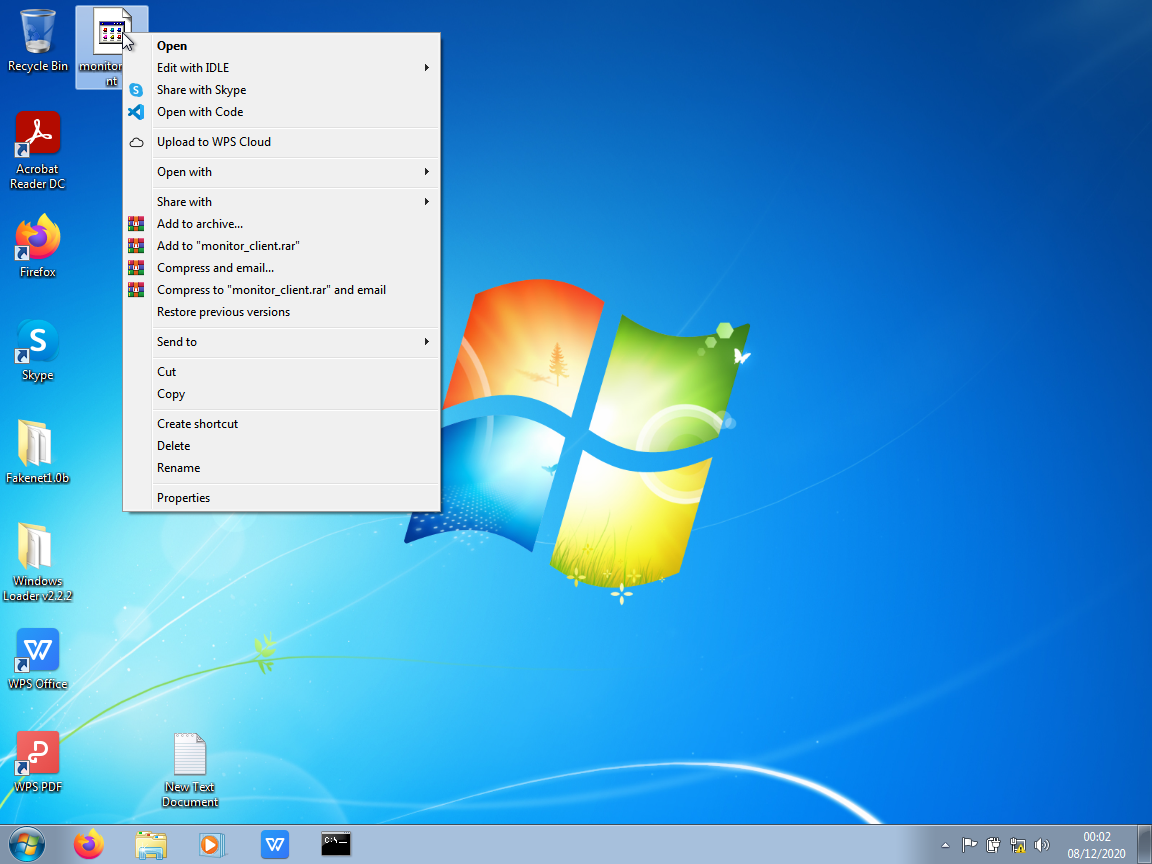 Recycle Bin
monitor
nt
Open
Edit with IDLE
Share with Skype
Open with Code
Upload to WPS Cloud
Open with
Share with
Add to archive...
Add to "monitor_client.rar"
Compress and email...
Compress to "monitor_client.rar" and email
Restore previous versions
Send to
Cut
Copy
Create shortcut
Delete
Rename
Properties
Acrobat
Reader DC
Firefox
Skype
Fakenet1.0b
Windows
Loader v2.2.2
WPS Office
WPS PDF
New Text
Document
C:\_
00:02
08/12/2020